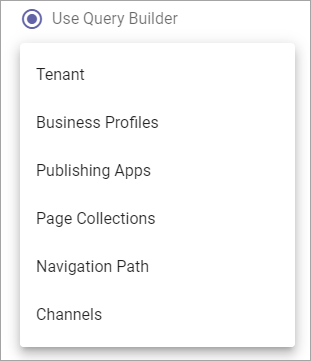 Use Query Builder
Tenant
Business Profiles
Publishing Apps
Page Collections
Navigation Path
Channels